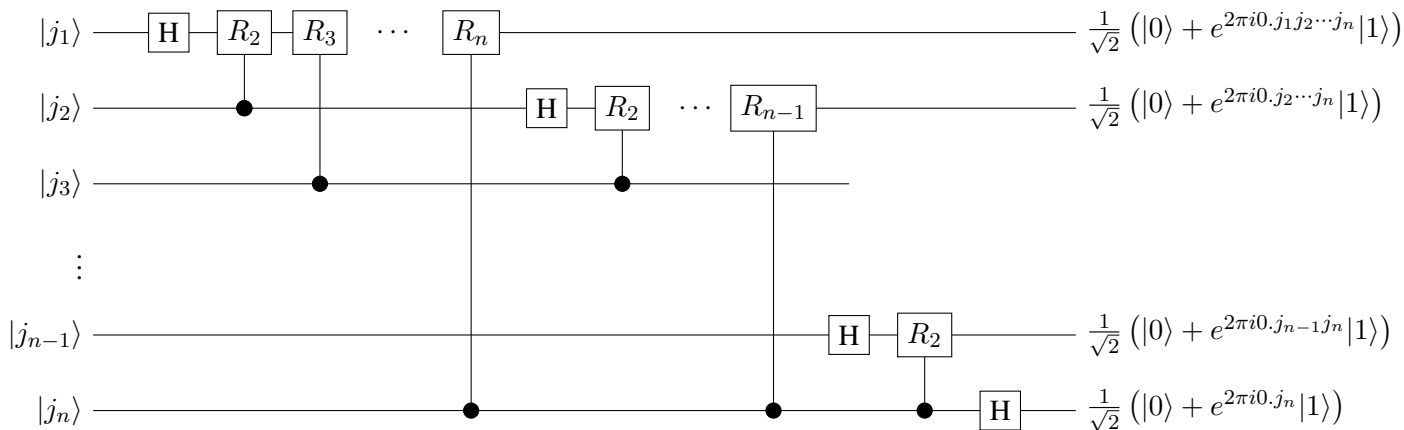 |j₁⟩ H R₂ R₃ ⋯ Rₙ 1/√2 (|0⟩ + e^{2πi0.j₁j₂⋯jₙ}|1⟩)
|j₂⟩ H R₂ ⋯ Rₙ₋₁ 1/√2 (|0⟩ + e^{2πi0.j₂⋯jₙ}|1⟩)
|j₃⟩
⋮
|jₙ₋₁⟩ H R₂ 1/√2 (|0⟩ + e^{2πi0.jₙ₋₁jₙ}|1⟩)
|jₙ⟩ H 1/√2 (|0⟩ + e^{2πi0.jₙ}|1⟩)